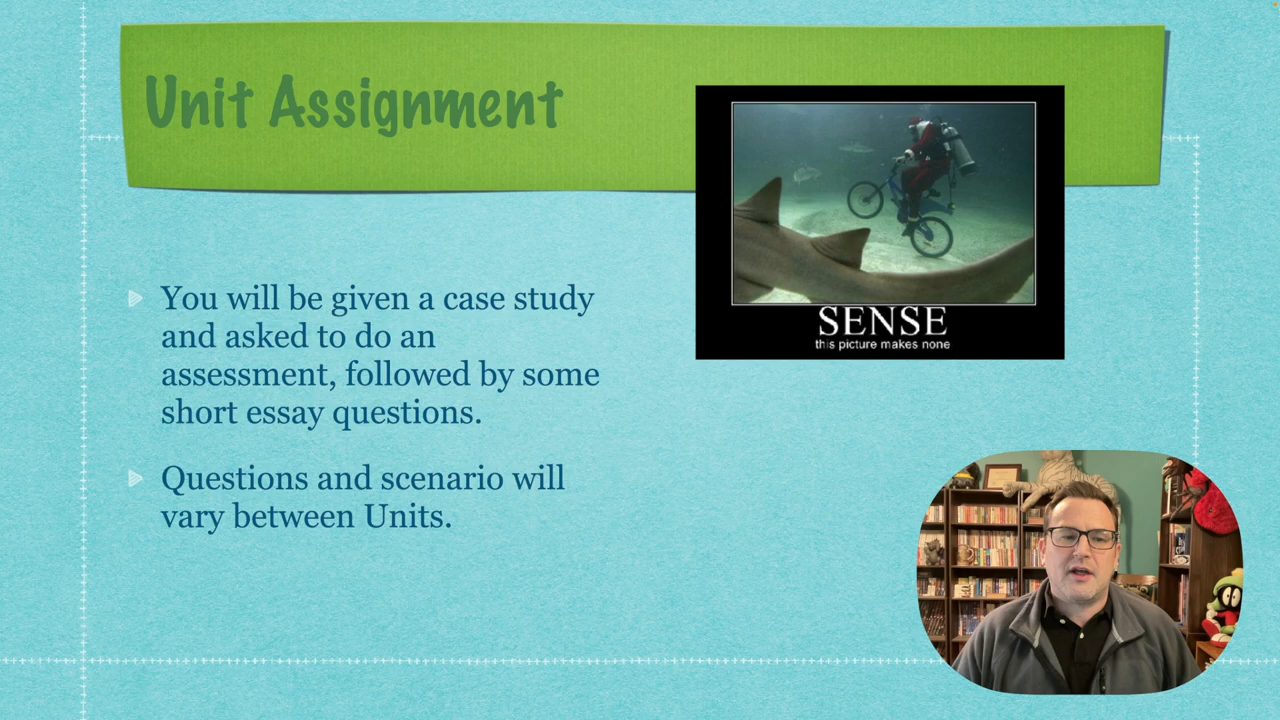 Unit Assignment
SENSE
this picture makes none
You will be given a case study
and asked to do an
assessment, followed by some
short essay questions.
Questions and scenario will
vary between Units.